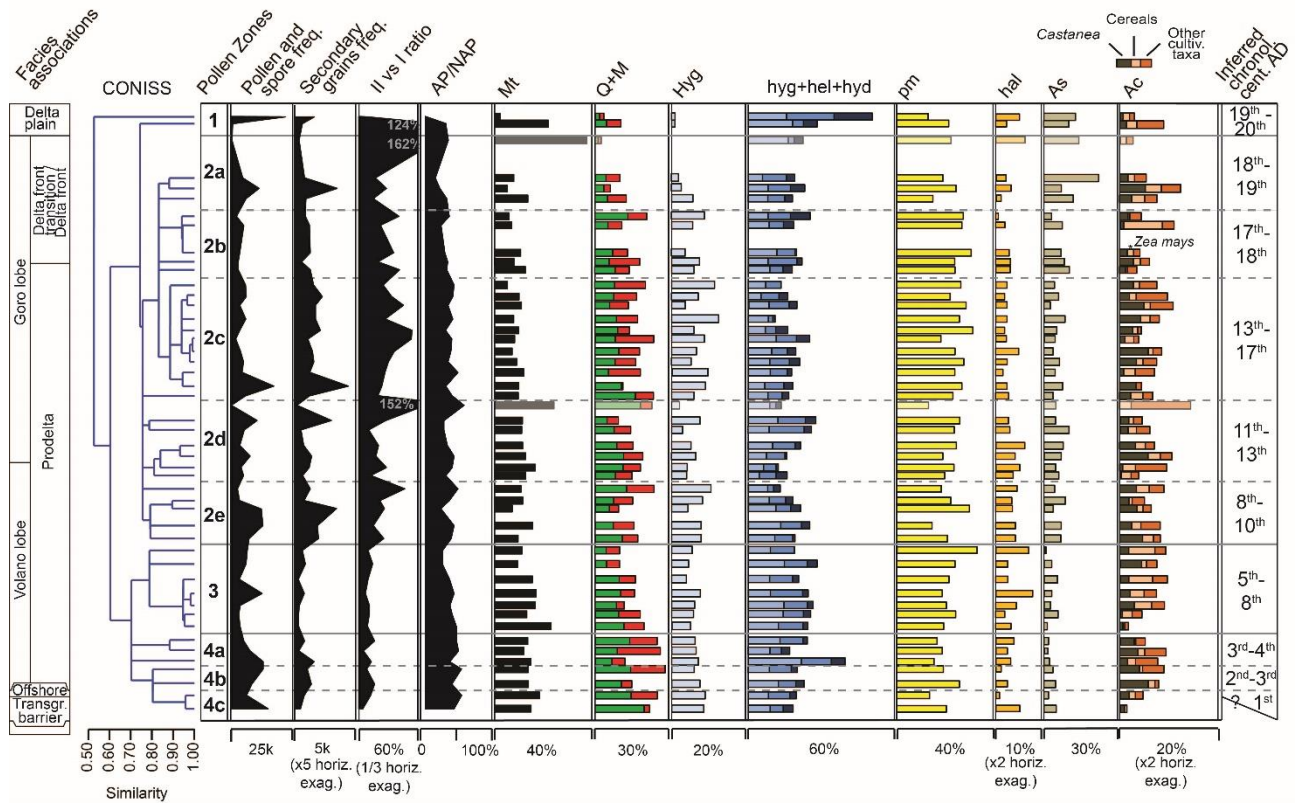 Facies
associations
CONISS
Pollen Zones
Pollen and
spore freq.
Secondary
grains freq.
II vs I ratio
AP/NAP
Mt
Q+M
Hyg
hyg+hel+hyd
pm
hal
As
Castanea
Cereals
Other
cultiv.
taxa
Ac
Inferred
chronol.
cent. AD
Delta
plain
Delta front
transition/
Delta front
Goro lobe
Prodelta
Volano lobe
Offshore
Transgr.
barrier
1
2a
2b
2c
2d
2e
3
4a
4b
4c
124%
162%
152%
Zea mays
19th -
20th
18th-
19th
17th-
18th
13th-
17th
11th-
13th
8th-
10th
5th-
8th
3rd-4th
2nd-3rd
? 1st
0.50
0.60
0.70
0.80
0.90
1.00
Similarity
25k
5k
(x5 horiz.
exag.)
60%
(1/3 horiz.
exag.)
0
100%
40%
30%
20%
60%
40%
10%
(x2 horiz.
exag.)
30%
20%
(x2 horiz.
exag.)